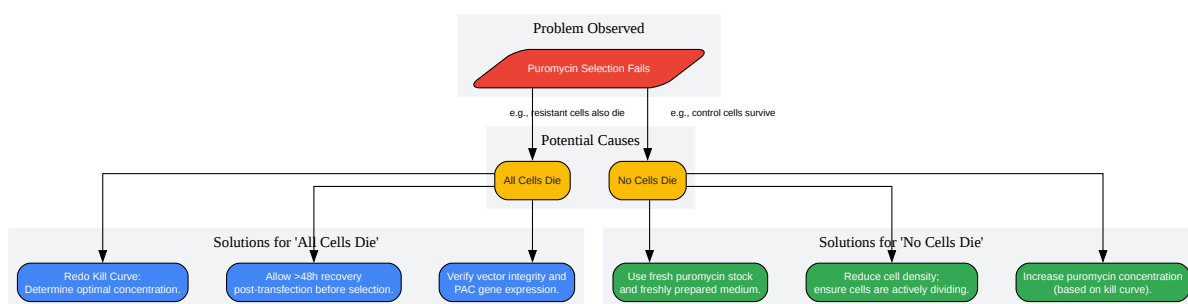 Problem Observed
Puromycin Selection Fails
e.g., resistant cells also die
e.g., control cells survive
Potential Causes
All Cells Die
No Cells Die
Solutions for 'All Cells Die'
Redo Kill Curve:
Determine optimal concentration.
Allow >48h recovery
post-transfection before selection.
Verify vector integrity and
PAC gene expression.
Solutions for 'No Cells Die'
Use fresh puromycin stock
and freshly prepared medium.
Reduce cell density;
ensure cells are actively dividing.
Increase puromycin concentration
(based on kill curve).